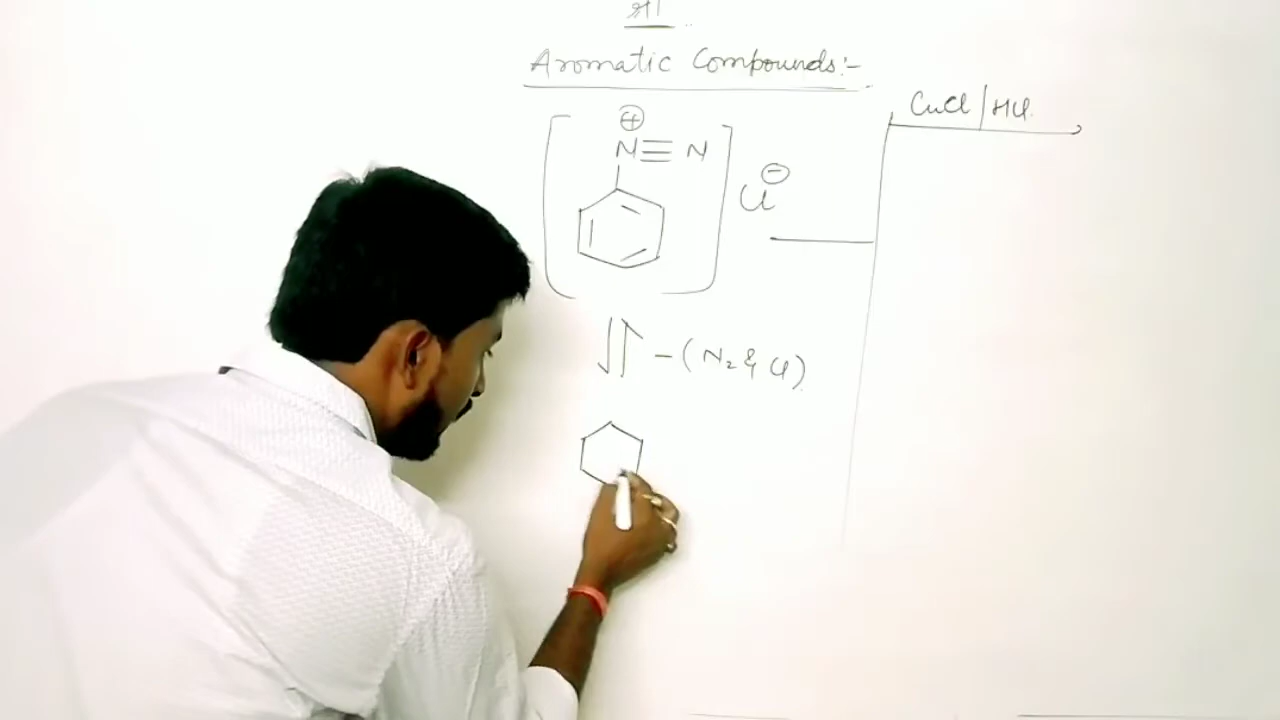 Aromatic Compounds:-
CuCl / HCl.
⊕
N≡N
Cl⊖
-(N₂ & Cl)